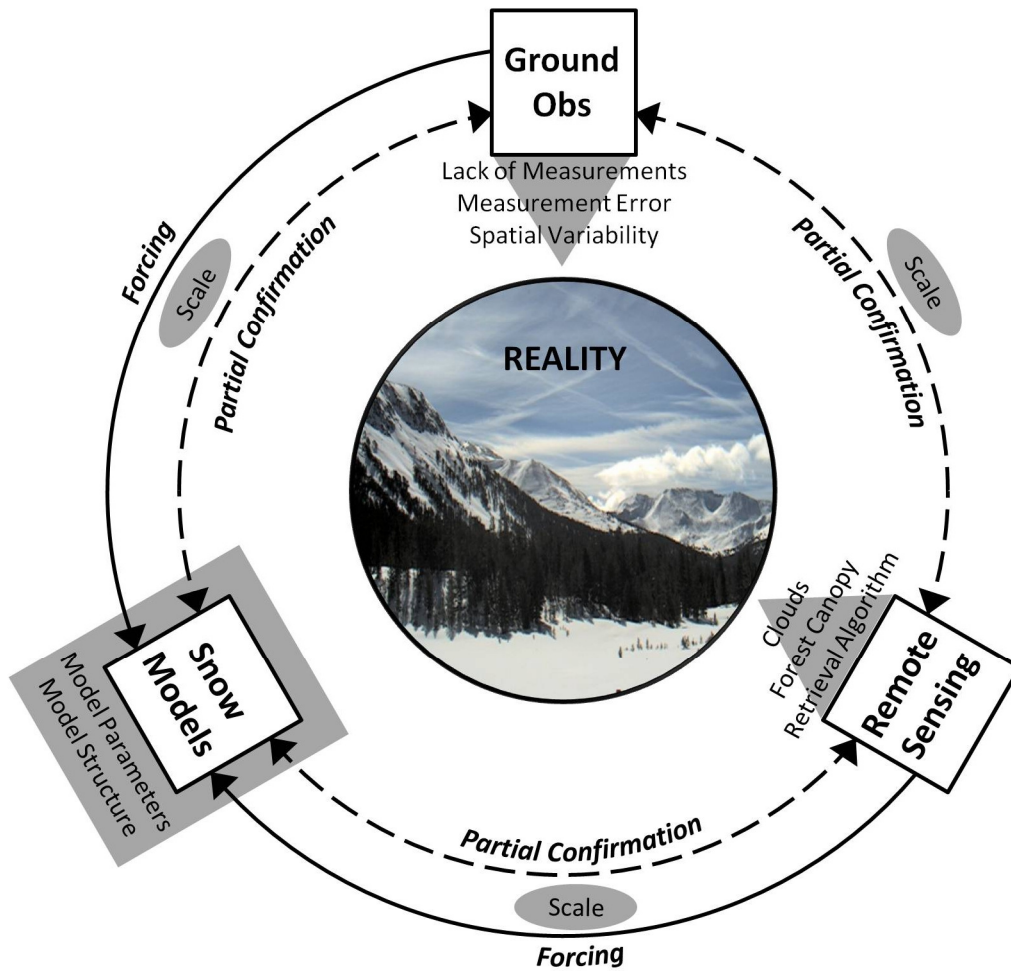 Ground
Obs
Lack of Measurements
Measurement Error
Spatial Variability
Forcing
Scale
Partial Confirmation
Partial Confirmation
Scale
REALITY
Snow
Models
Model Parameters
Model Structure
Clouds
Forest Canopy
Retrieval Algorithm
Remote
Sensing
Partial Confirmation
Scale
Forcing